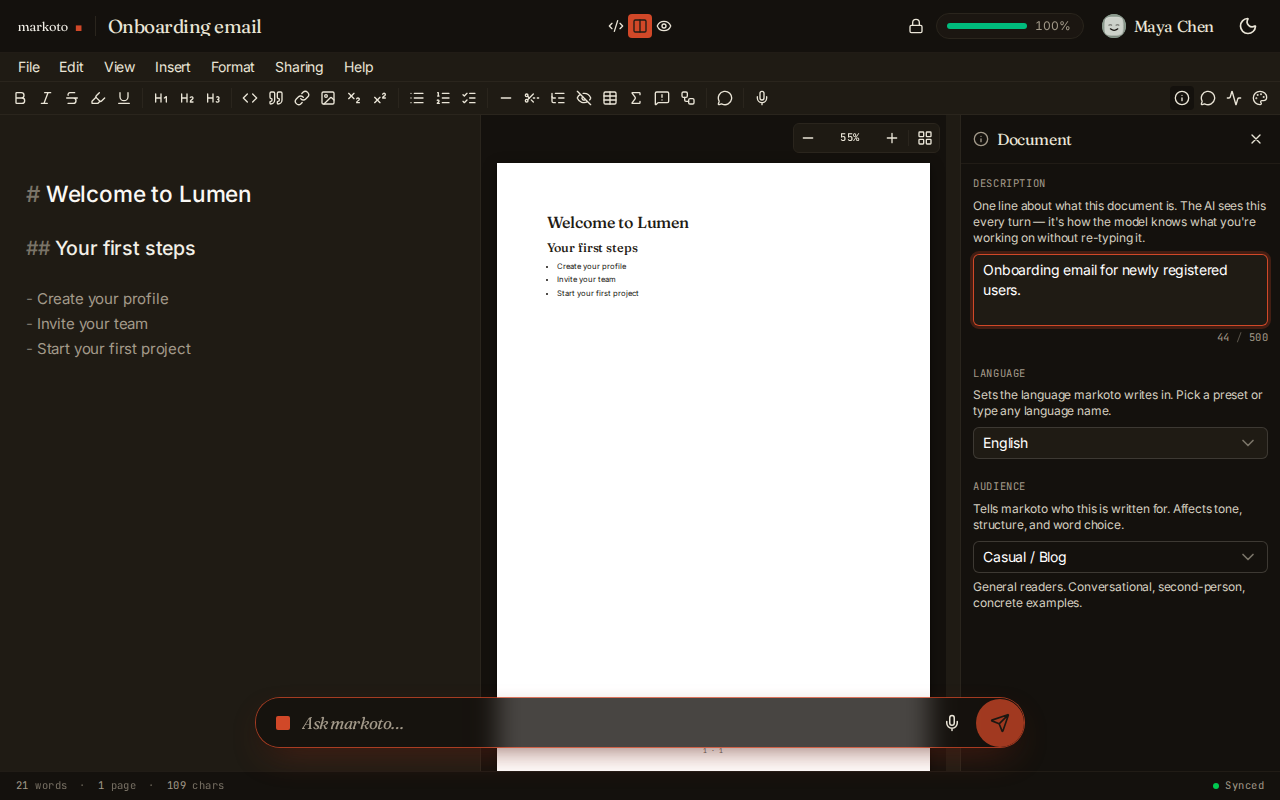 markoto
Onboarding email
100%
Maya Chen
File Edit View Insert Format Sharing Help
H1 H2 H3
55%
# Welcome to Lumen
## Your first steps
- Create your profile
- Invite your team
- Start your first project
Welcome to Lumen
Your first steps
• Create your profile
• Invite your team
• Start your first project
1 · 1
Document
DESCRIPTION
One line about what this document is. The AI sees this
every turn — it's how the model knows what you're
working on without re-typing it.
Onboarding email for newly registered
users.
44 / 500
LANGUAGE
Sets the language markoto writes in. Pick a preset or
type any language name.
English
AUDIENCE
Tells markoto who this is written for. Affects tone,
structure, and word choice.
Casual / Blog
General readers. Conversational, second-person,
concrete examples.
Ask markoto...
21 words · 1 page · 109 chars
Synced